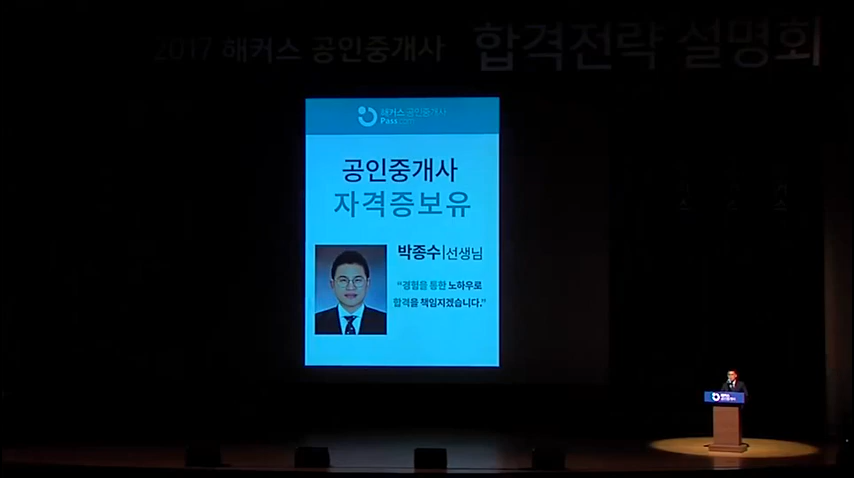 2017 해커스 공인중개사 합격전략 설명회
해커스 공인중개사
Pass.com
공인중개사
자격증보유
박종수|선생님
"경험을 통한 노하우로
합격을 책임지겠습니다."